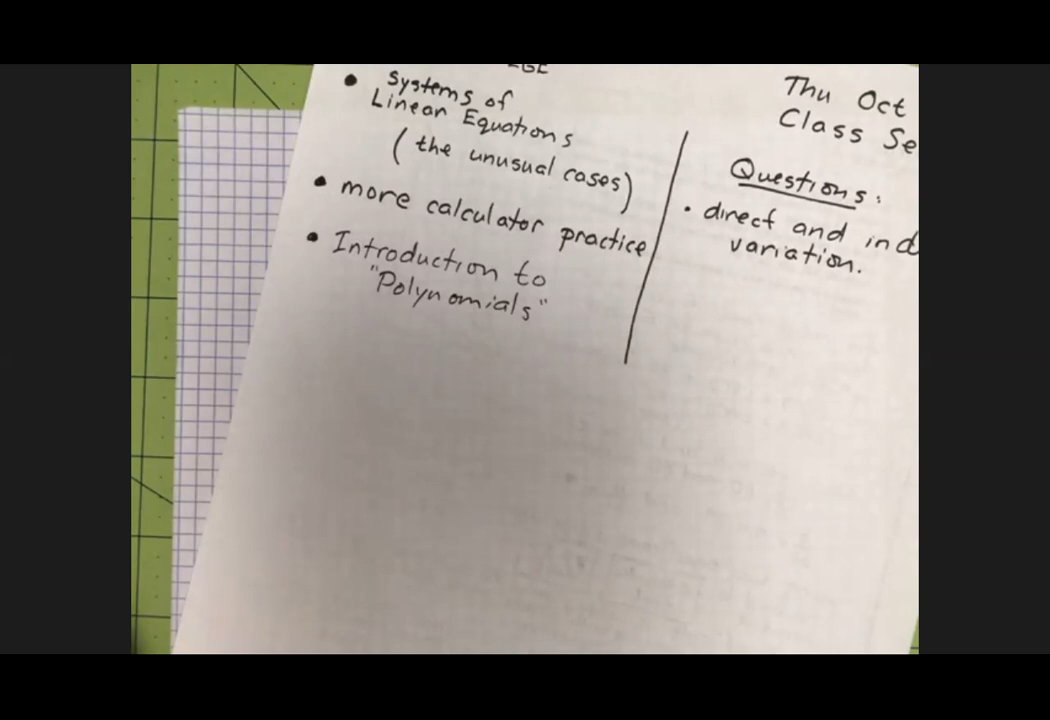 • Systems of
Linear Equations
(the unusual cases)
• more calculator practice
• Introduction to
"Polynomials"
Thu Oct
Class Se
Questions:
• direct and ind
variation.